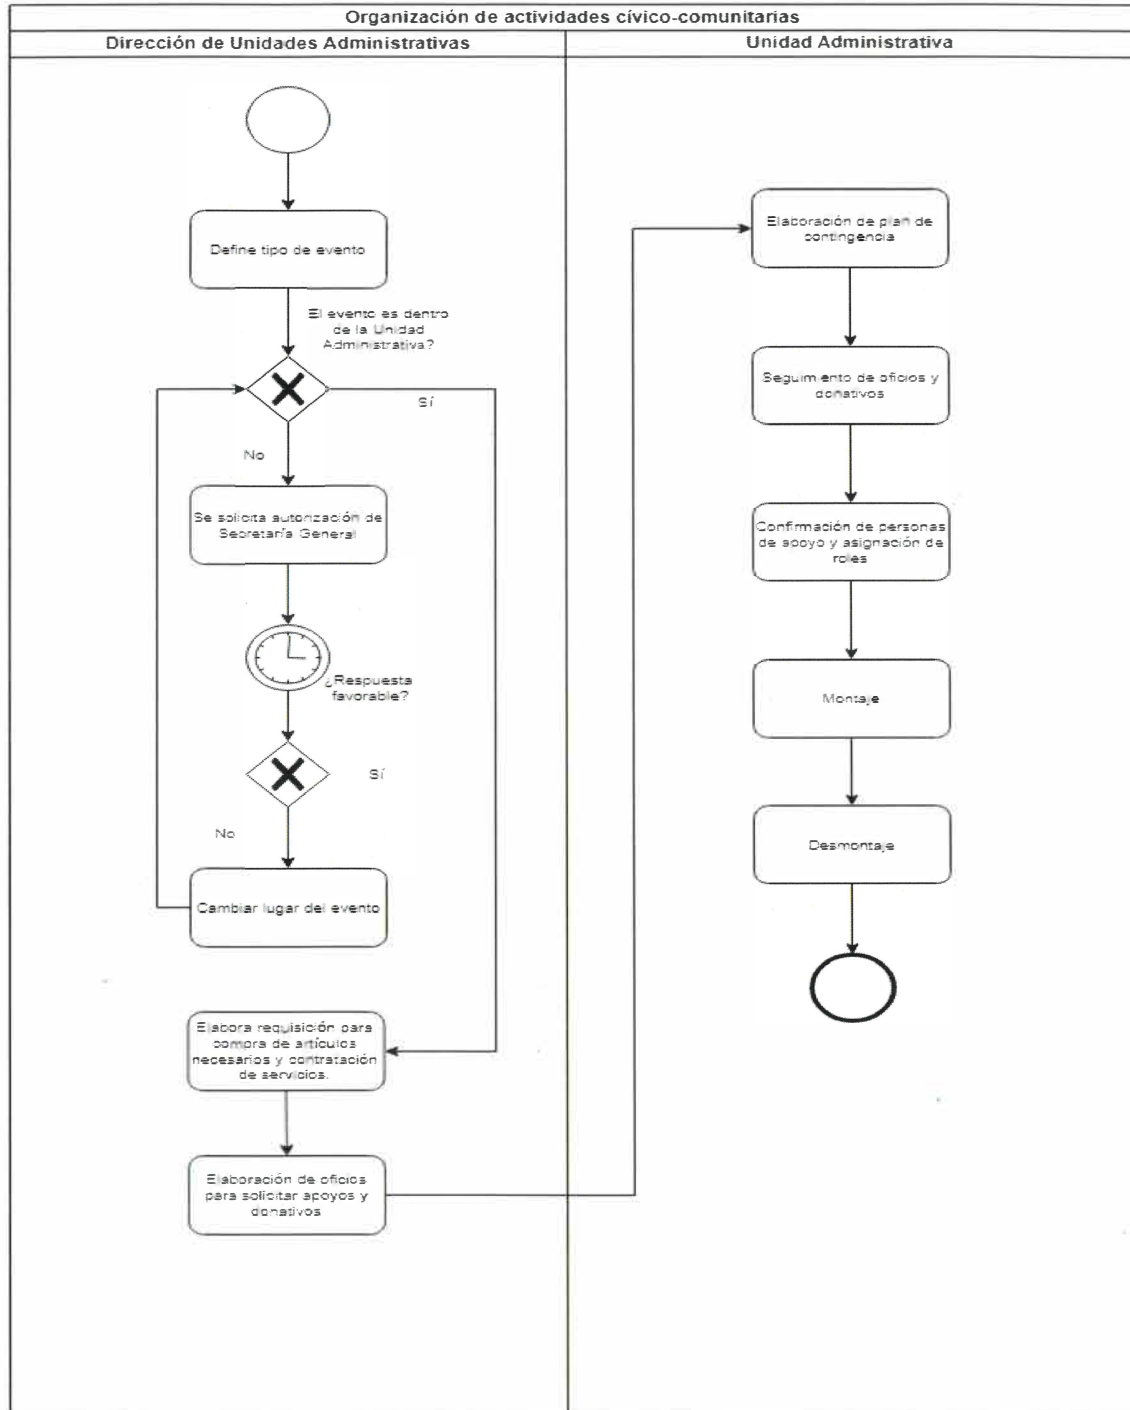 Organización de actividades cívico-comunitarias
Dirección de Unidades Administrativas
Unidad Administrativa
Define tipo de evento
El evento es dentro
de la Unidad
Administrativa?
Sí
No
Se solicita autorización de
Secretaría General
¿Respuesta
favorable?
Sí
No
Cambiar lugar del evento
Elabora requisición para
compra de artículos
necesarios y contratación
de servicios.
Elaboración de oficios
para solicitar apoyos y
donativos
Elaboración de plan de
contingencia
Seguimiento de oficios y
donativos
Confirmación de personas
de apoyo y asignación de
roles
Montaje
Desmontaje